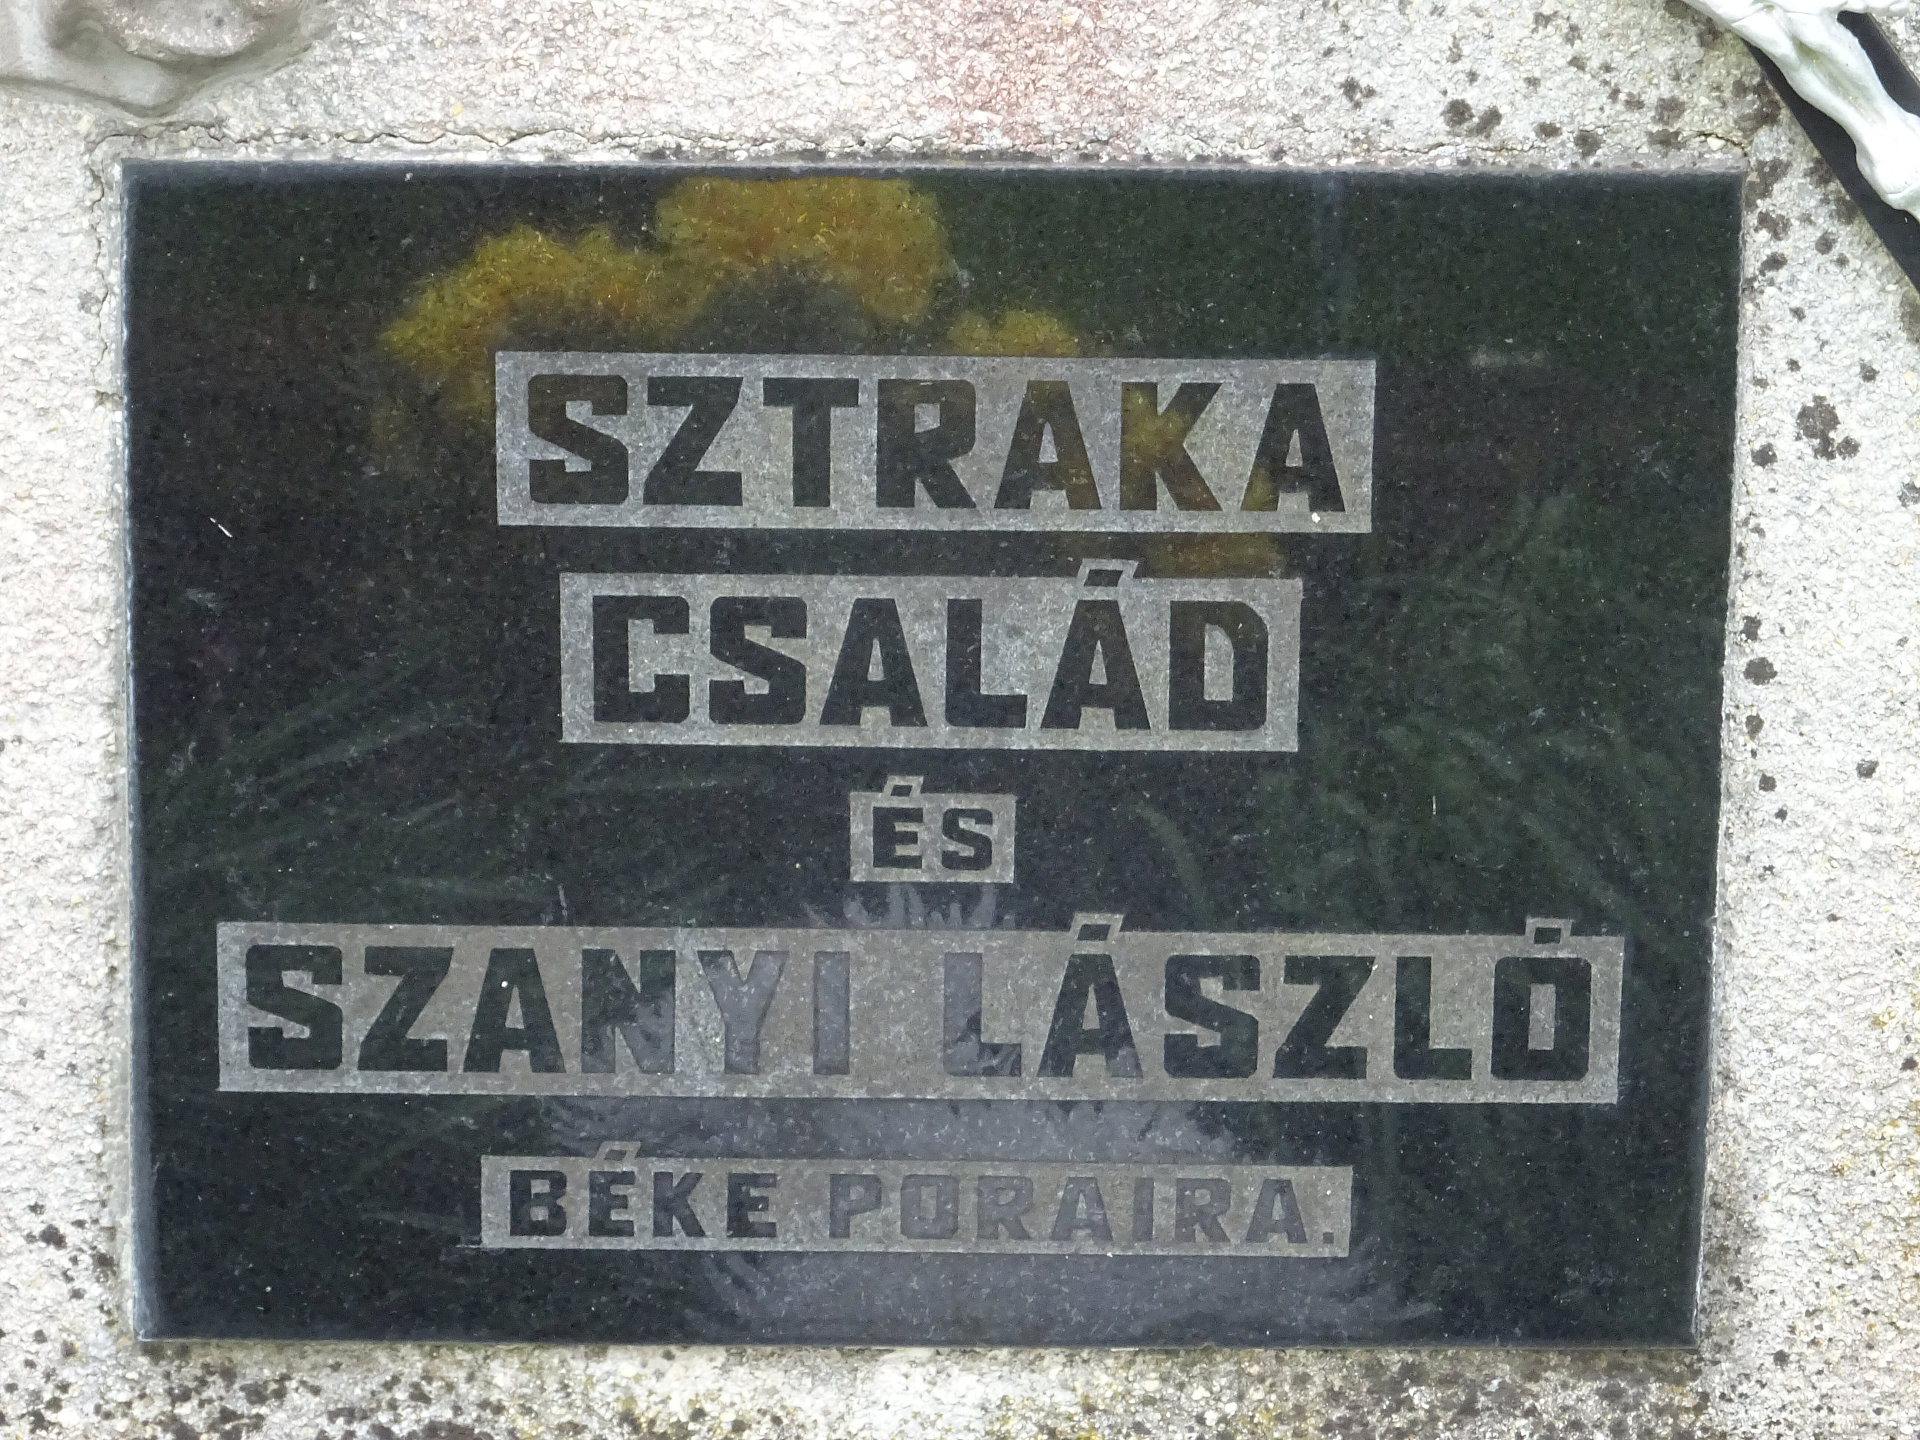 SZTRAKA
CSALÁD
ÉS
SZANYI LÁSZLÓ
BÉKE PORAIRA.